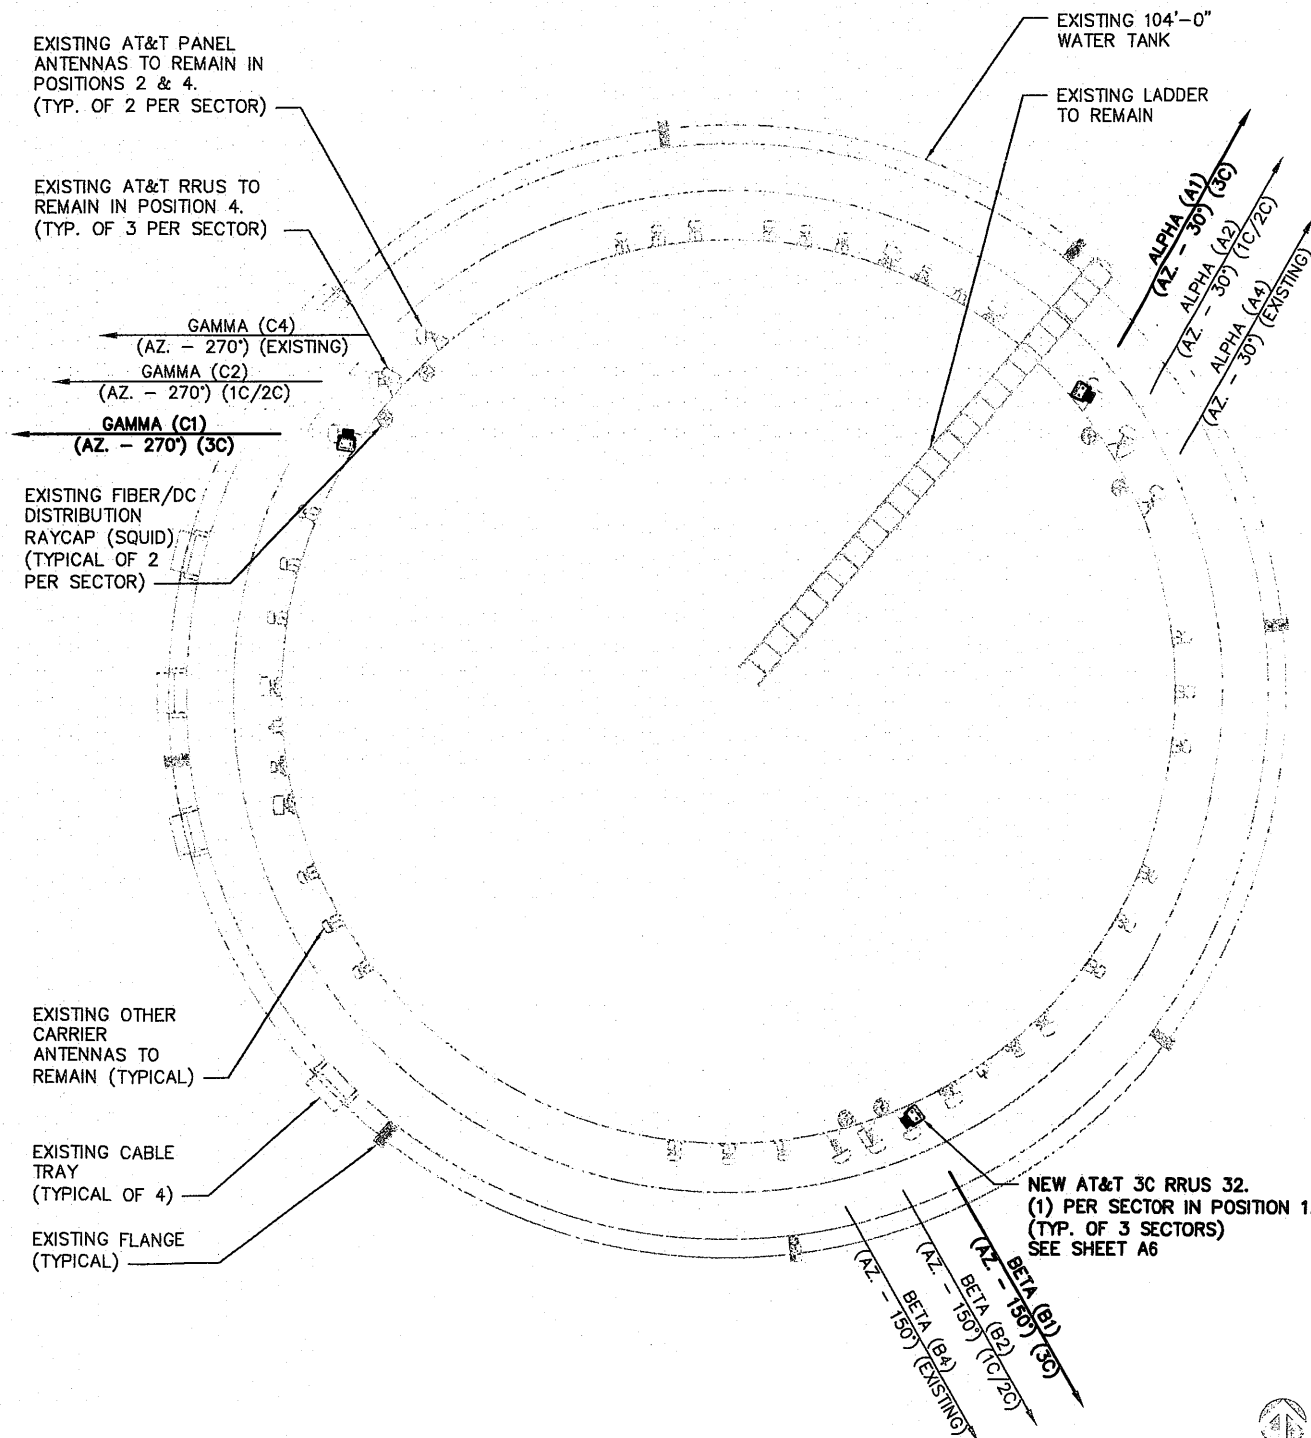 EXISTING AT&T PANEL
ANTENNAS TO REMAIN IN
POSITIONS 2 & 4.
(TYP. OF 2 PER SECTOR)
EXISTING 104'-0"
WATER TANK
EXISTING LADDER
TO REMAIN
EXISTING AT&T RRUS TO
REMAIN IN POSITION 4.
(TYP. OF 3 PER SECTOR)
ALPHA (A1)
(AZ. - 30°) (3C)
ALPHA (A2)
(AZ. - 30°) (1C/2C)
ALPHA (A4)
(AZ. - 30°) (EXISTING)
GAMMA (C4)
(AZ. - 270°) (EXISTING)
GAMMA (C2)
(AZ. - 270°) (1C/2C)
GAMMA (C1)
(AZ. - 270°) (3C)
EXISTING FIBER/DC
DISTRIBUTION
RAYCAP (SQUID)
(TYPICAL OF 2
PER SECTOR)
EXISTING OTHER
CARRIER
ANTENNAS TO
REMAIN (TYPICAL)
EXISTING CABLE
TRAY
(TYPICAL OF 4)
EXISTING FLANGE
(TYPICAL)
NEW AT&T 3C RRUS 32.
(1) PER SECTOR IN POSITION 1.
(TYP. OF 3 SECTORS)
SEE SHEET A6
BETA (B1)
(AZ. - 150°) (3C)
BETA (B2)
(AZ. - 150°) (1C/2C)
BETA (B4)
(AZ. - 150°) (EXISTING)